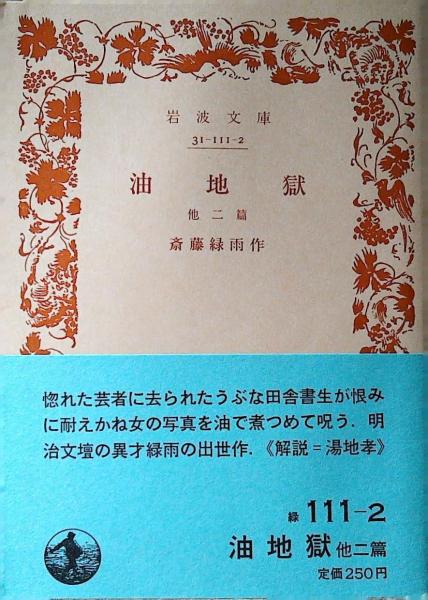 岩波文庫
31-111-2
油地獄
他二篇
斎藤緑雨作
惚れた芸者に去られたうぶな田舎書生が恨み
に耐えかね女の写真を油で煮つめて呪う．明
治文壇の異才緑雨の出世作．《解説＝湯地孝》
緑 111-2
油地獄 他二篇
定価250円